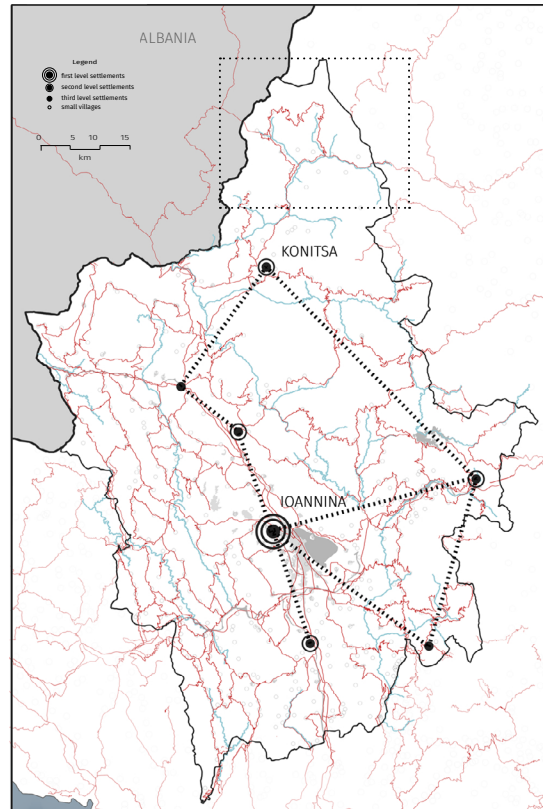 ALBANIA
Legend
first level settlements
second level settlements
third level settlements
small villages
0 5 10 15
km
KONITSA
IOANNINA